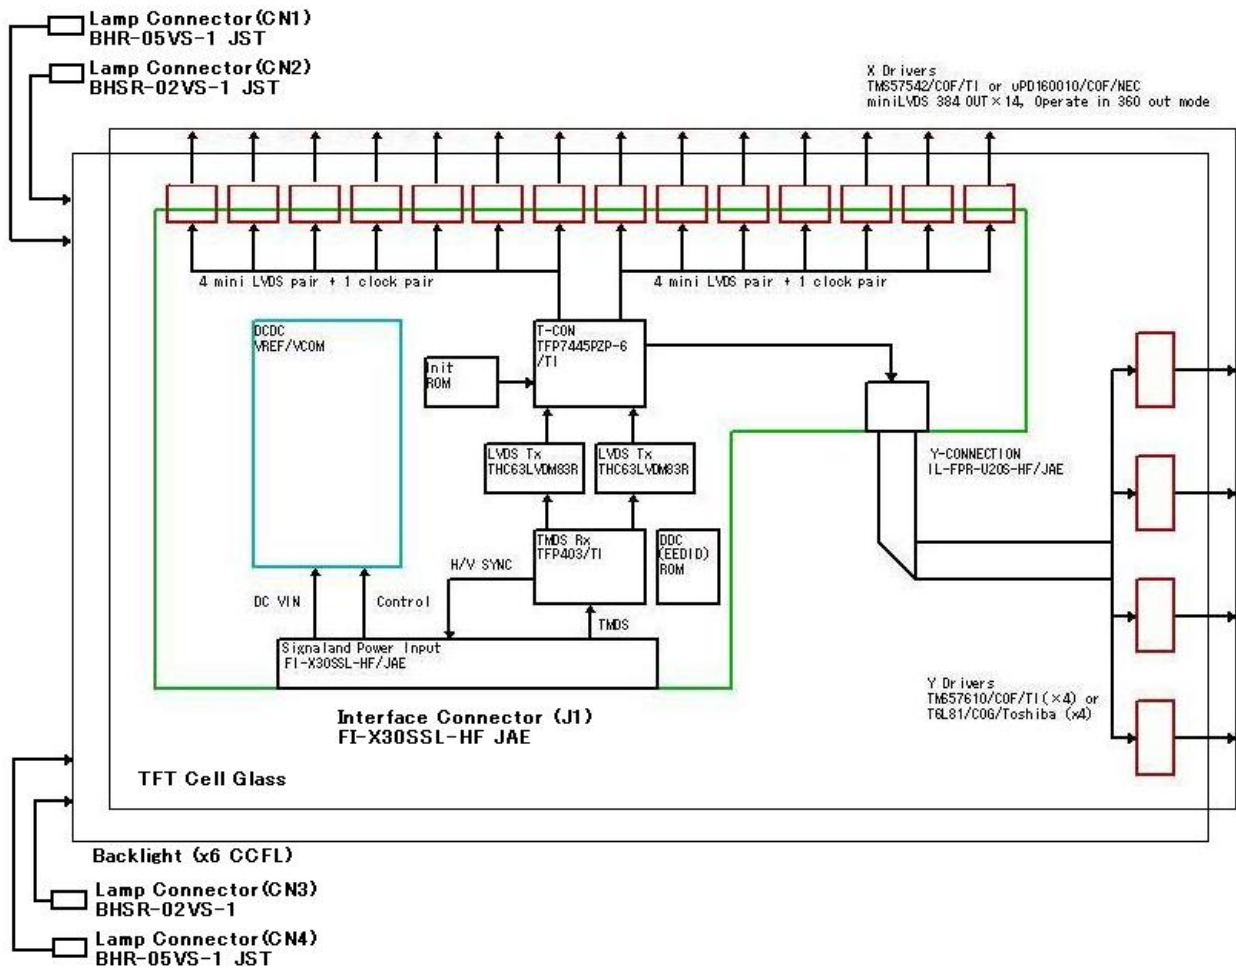 Lamp Connector(CN1)
BHR-05VS-1 JST
Lamp Connector(CN2)
BHSR-02VS-1 JST
X Drivers
TMS57542/COF/TI or uPD160010/COF/NEC
miniLVDS 384 OUT×14, Operate in 360 out mode
4 mini LVDS pair + 1 clock pair
4 mini LVDS pair + 1 clock pair
DCDC
VREF/VCOM
T-CON
TFP7445PZP-6
/TI
Init
ROM
LVDS Tx
THC63LVDM83R
LVDS Tx
THC63LVDM83R
Y-CONNECTION
IL-FPR-U20S-HF/JAE
TMDS Rx
TFP403/TI
DDC
(EEDID)
ROM
H/V SYNC
DC VIN
Control
TMDS
Signaland Power Input
FI-X30SSL-HF/JAE
Y Drivers
TMS57610/COF/TI(×4) or
T6L81/COG/Toshiba (x4)
Interface Connector (J1)
FI-X30SSL-HF JAE
TFT Cell Glass
Backlight (x6 CCFL)
Lamp Connector(CN3)
BHSR-02VS-1
Lamp Connector(CN4)
BHR-05VS-1 JST